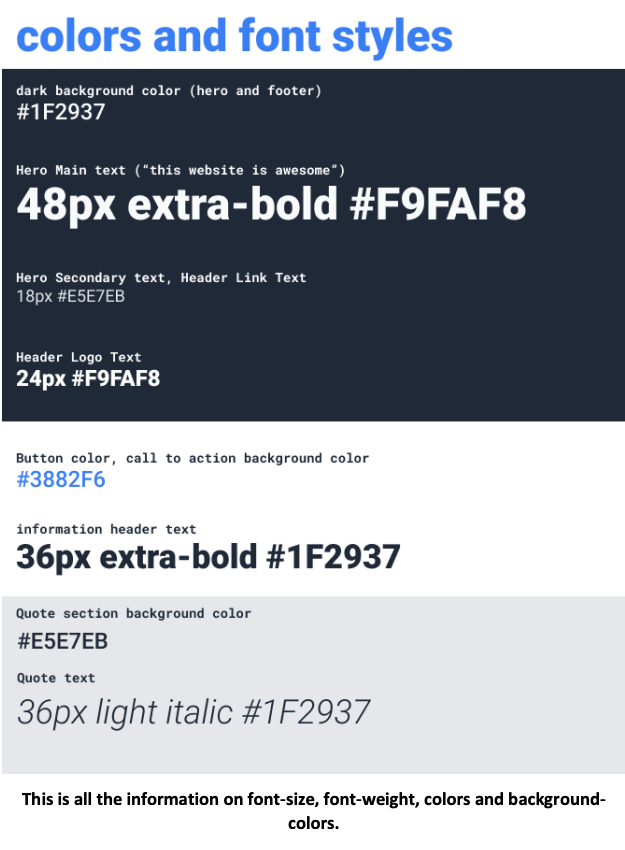 colors and font styles
dark background color (hero and footer)
#1F2937
Hero Main text (“this website is awesome”)
48px extra-bold #F9FAF8
Hero Secondary text, Header Link Text
18px #E5E7EB
Header Logo Text
24px #F9FAF8
Button color, call to action background color
#3882F6
information header text
36px extra-bold #1F2937
Quote section background color
#E5E7EB
Quote text
36px light italic #1F2937
This is all the information on font-size, font-weight, colors and background-
colors.